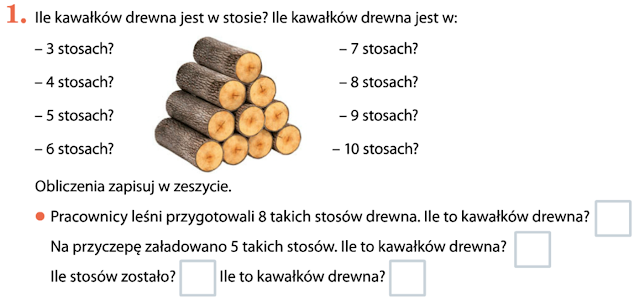 1. Ile kawałków drewna jest w stosie? Ile kawałków drewna jest w:
– 3 stosach?
– 4 stosach?
– 5 stosach?
– 6 stosach?
– 7 stosach?
– 8 stosach?
– 9 stosach?
– 10 stosach?
Obliczenia zapisuj w zeszycie.
• Pracownicy leśni przygotowali 8 takich stosów drewna. Ile to kawałków drewna?
Na przyczepę załadowano 5 takich stosów. Ile to kawałków drewna?
Ile stosów zostało? Ile to kawałków drewna?